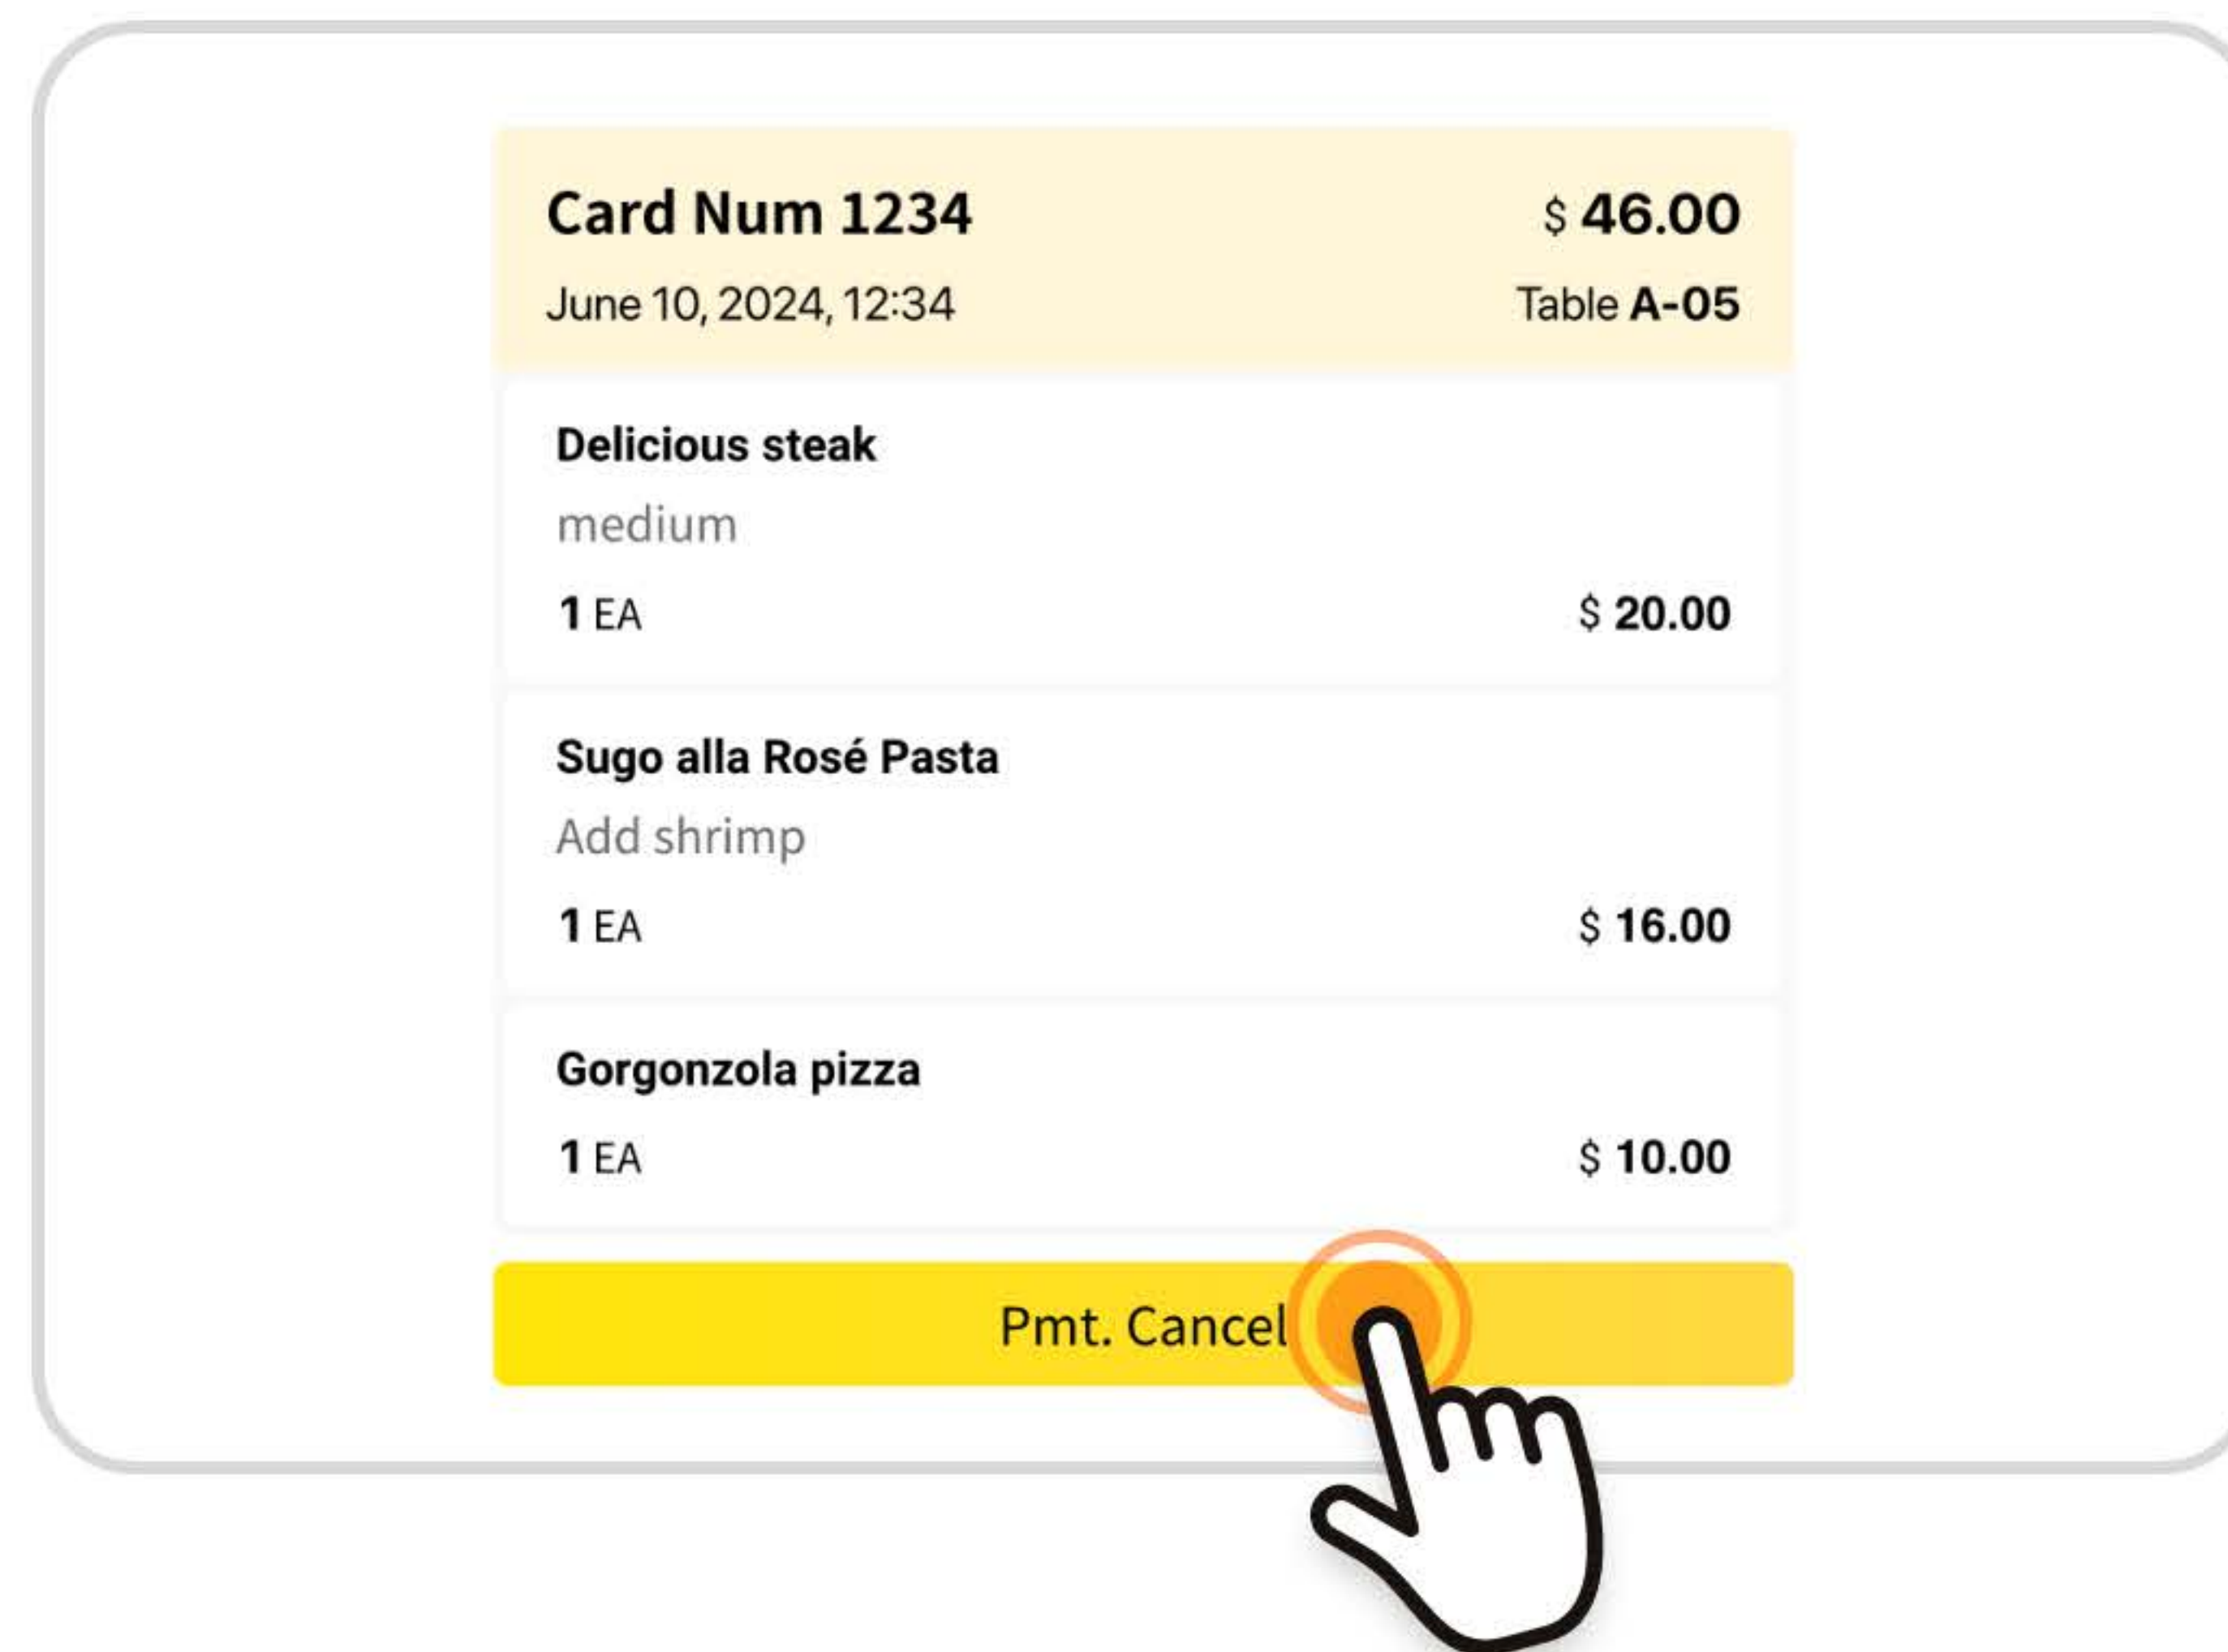 Card Num 1234 $ 46.00
June 10, 2024, 12:34 Table A-05
Delicious steak
medium
1 EA $ 20.00
Sugo alla Rosé Pasta
Add shrimp
1 EA $ 16.00
Gorgonzola pizza
1 EA $ 10.00
Pmt. Cancel